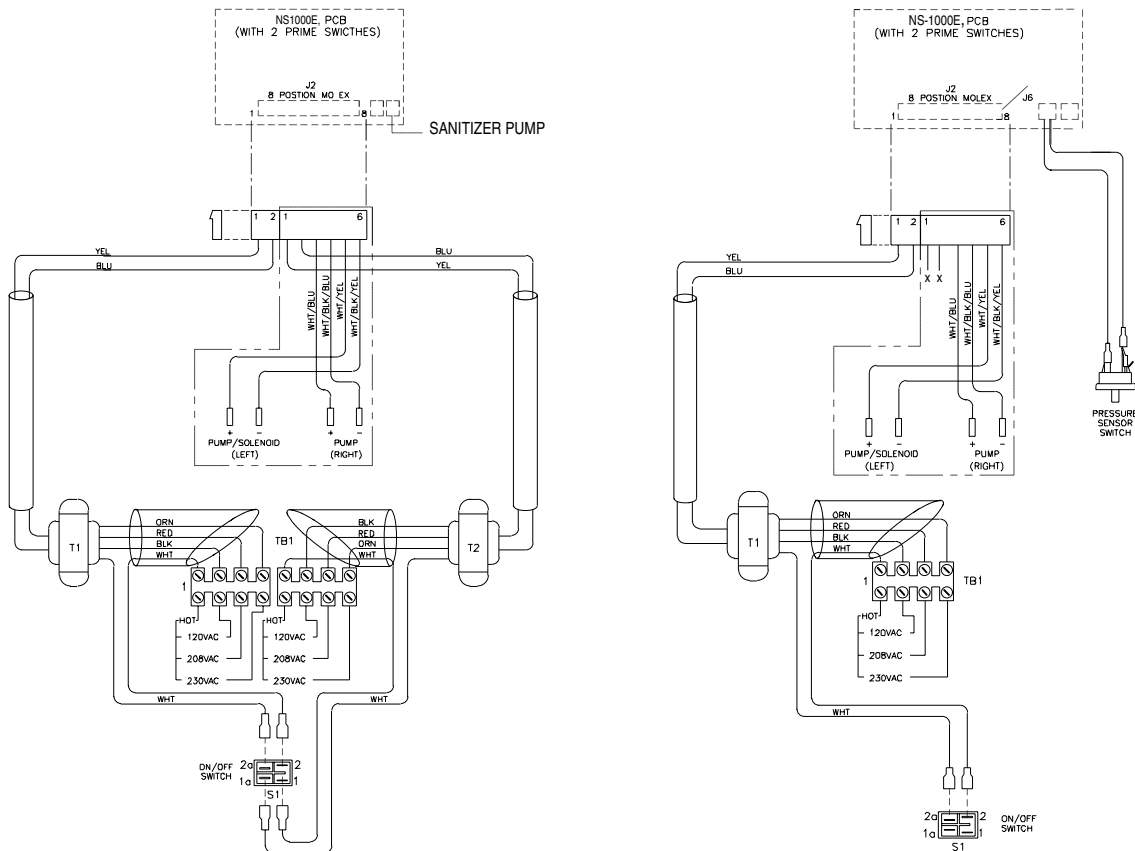 NS1000E, PCB
(WITH 2 PRIME SWICTHES)
J2
8 POSTION MO EX
1
8
SANITIZER PUMP
1 2 1 6
YEL
BLU
BLU
YEL
WHT/BLU
WHT/BLK/BLU
WHT/YEL
WHT/BLK/YEL
+ -
+ -
PUMP/SOLENOID
(LEFT)
PUMP
(RIGHT)
T1
ORN
RED
BLK
WHT
TB1
BLK
RED
ORN
WHT
T2
1
HOT
120VAC
208VAC
230VAC
HOT
120VAC
208VAC
230VAC
WHT
WHT
ON/OFF
SWITCH
2a 2
1a 1
S1
NS-1000E, PCB
(WITH 2 PRIME SWITCHES)
J2
8 POSTION MOLEX
J6
1
8
1 2 1 6
YEL
BLU
X X
WHT/BLU
WHT/BLK/BLU
WHT/YEL
WHT/BLK/YEL
+ -
+ -
PUMP/SOLENOID
(LEFT)
PUMP
(RIGHT)
PRESSURE
SENSOR
SWITCH
T1
ORN
RED
BLK
WHT
1
TB1
HOT
120VAC
208VAC
230VAC
WHT
2a 2
1a 1
S1
ON/OFF
SWITCH